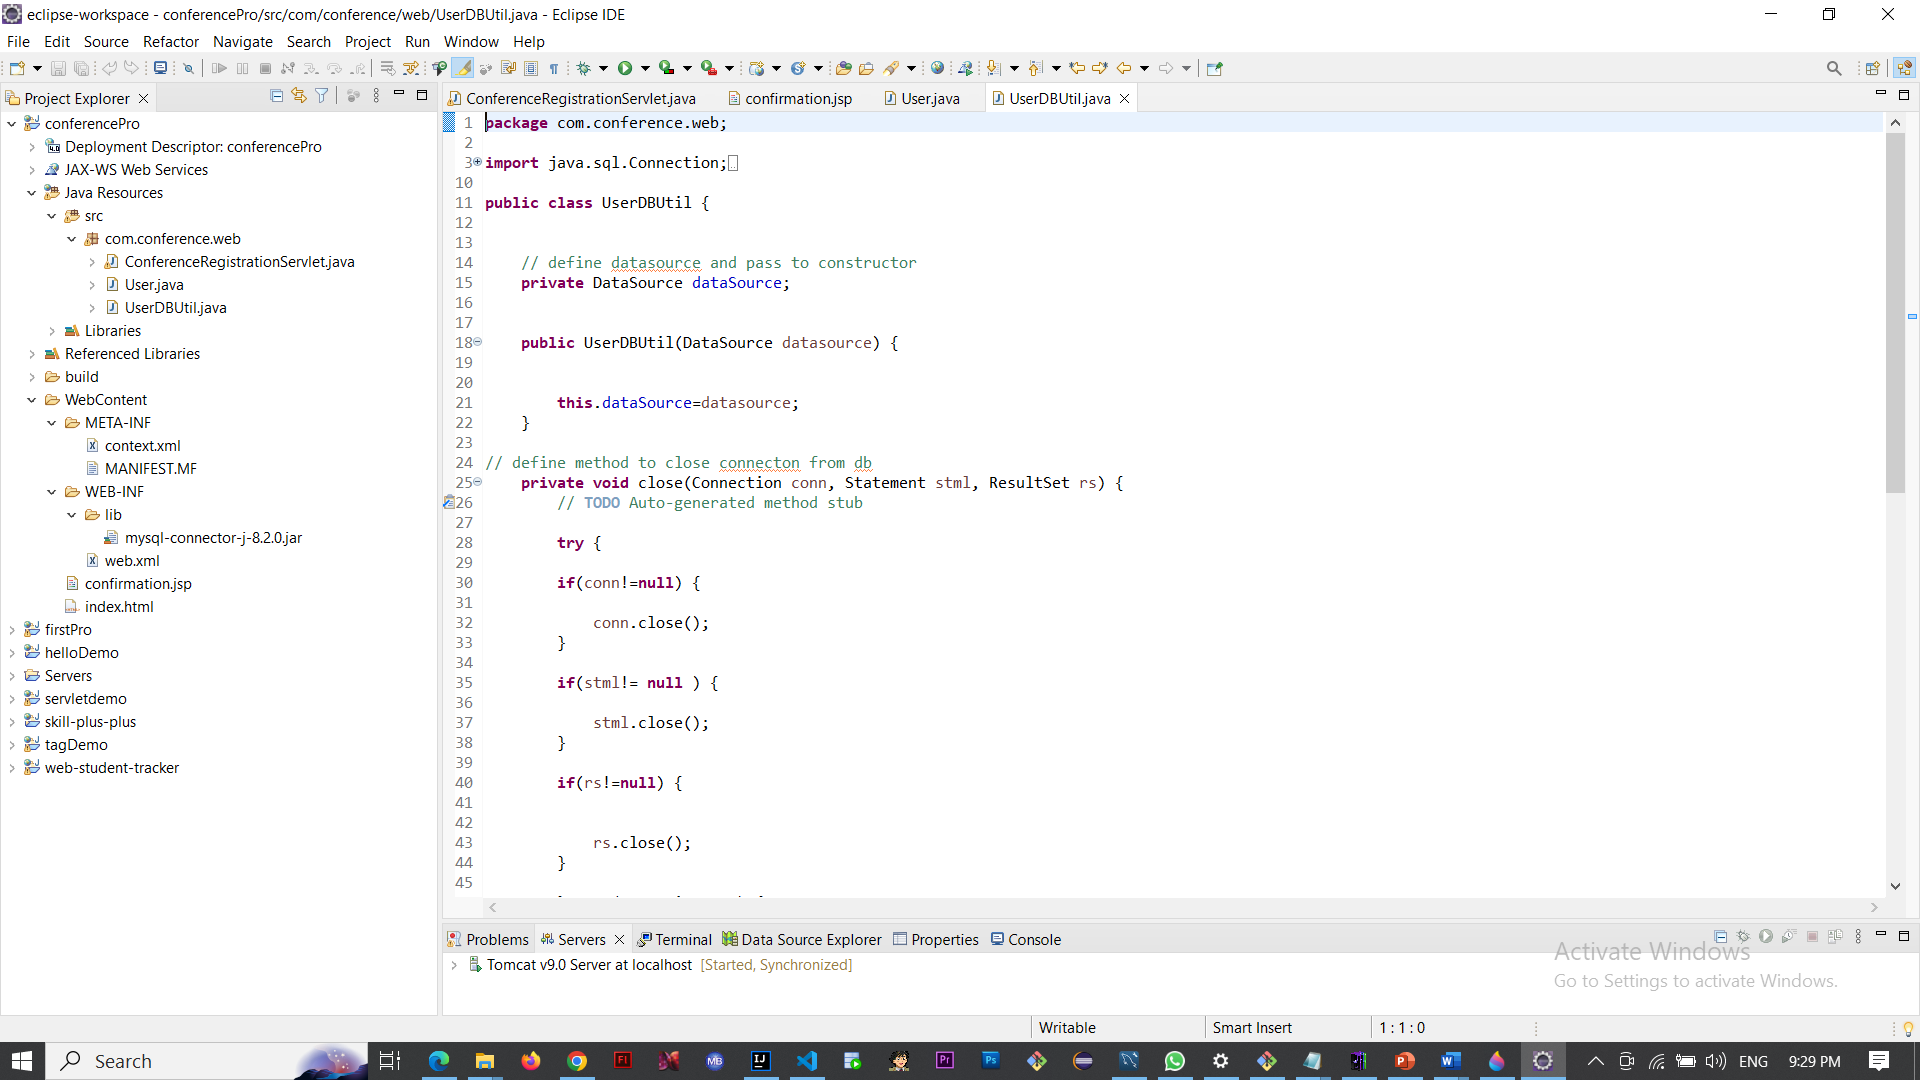 eclipse-workspace - conferencePro/src/com/conference/web/UserDBUtil.java - Eclipse IDE
File Edit Source Refactor Navigate Search Project Run Window Help
Project Explorer
ConferenceRegistrationServlet.java confirmation.jsp User.java UserDBUtil.java
conferencePro
Deployment Descriptor: conferencePro
JAX-WS Web Services
Java Resources
src
com.conference.web
ConferenceRegistrationServlet.java
User.java
UserDBUtil.java
Libraries
Referenced Libraries
build
WebContent
META-INF
context.xml
MANIFEST.MF
WEB-INF
lib
mysql-connector-j-8.2.0.jar
web.xml
confirmation.jsp
index.html
firstPro
helloDemo
Servers
servletdemo
skill-plus-plus
tagDemo
web-student-tracker
1 package com.conference.web;
2
3 import java.sql.Connection;
10
11 public class UserDBUtil {
12
13
14 // define datasource and pass to constructor
15 private DataSource dataSource;
16
17
18 public UserDBUtil(DataSource datasource) {
19
20
21 this.dataSource=datasource;
22 }
23
24 // define method to close connecton from db
25 private void close(Connection conn, Statement stml, ResultSet rs) {
26 // TODO Auto-generated method stub
27
28 try {
29
30 if(conn!=null) {
31
32 conn.close();
33 }
34
35 if(stml!= null ) {
36
37 stml.close();
38 }
39
40 if(rs!=null) {
41
42
43 rs.close();
44 }
45
Problems Servers Terminal Data Source Explorer Properties Console
Tomcat v9.0 Server at localhost [Started, Synchronized]
Activate Windows
Go to Settings to activate Windows.
Writable Smart Insert 1 : 1 : 0
Search
ENG 9:29 PM